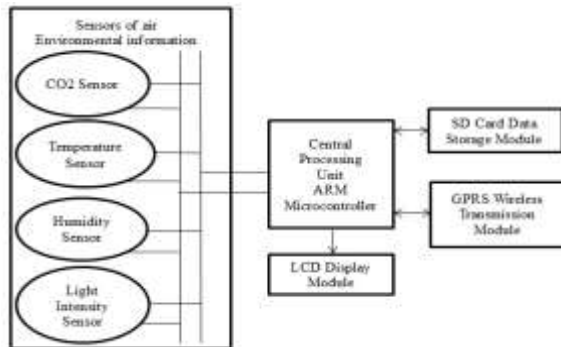 Sensors of air
Environmental information
CO2 Sensor
Temperature
Sensor
Humidity
Sensor
Light
Intensity
Sensor
Central
Processing
Unit
ARM
Microcontroller
LCD Display
Module
SD Card Data
Storage Module
GPRS Wireless
Transmission
Module